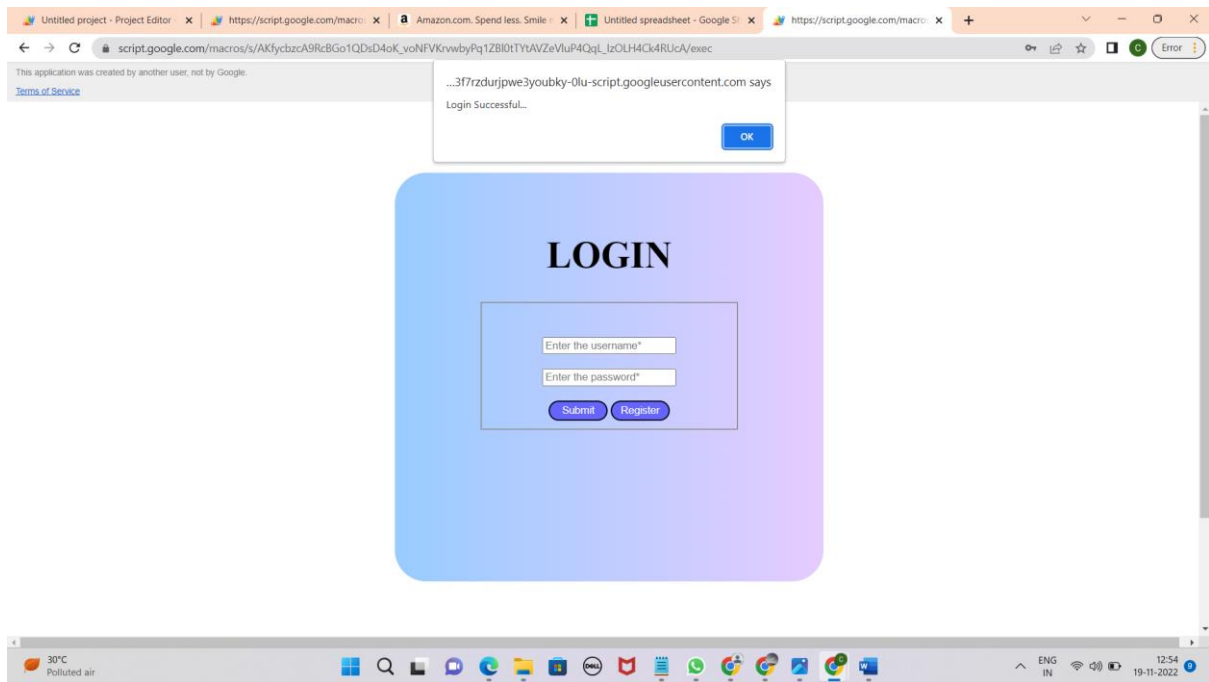 Untitled project - Project Editor
https://script.google.com/macro
Amazon.com. Spend less. Smile
Untitled spreadsheet - Google
https://script.google.com/macro
script.google.com/macros/s/AKfycbzcA9RcBGo1QDsD4oK_voNFVKrvwbyPq1ZBl0tTYtAVZeVluP4QqL_IzOLH4Ck4RUcA/exec
C
Error
This application was created by another user, not by Google.
Terms of Service
...3f7rzdurjpwe3youbky-0lu-script.googleusercontent.com says
Login Successful...
OK
LOGIN
Enter the username*
Enter the password*
Submit Register
30°C
Polluted air
DELL
ENG
IN
12:54
19-11-2022